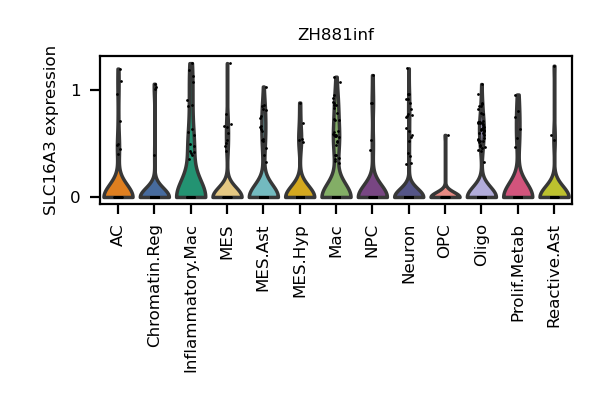 ZH881inf
SLC16A3 expression
1
0
AC
Chromatin.Reg
Inflammatory.Mac
MES
MES.Ast
MES.Hyp
Mac
NPC
Neuron
OPC
Oligo
Prolif.Metab
Reactive.Ast